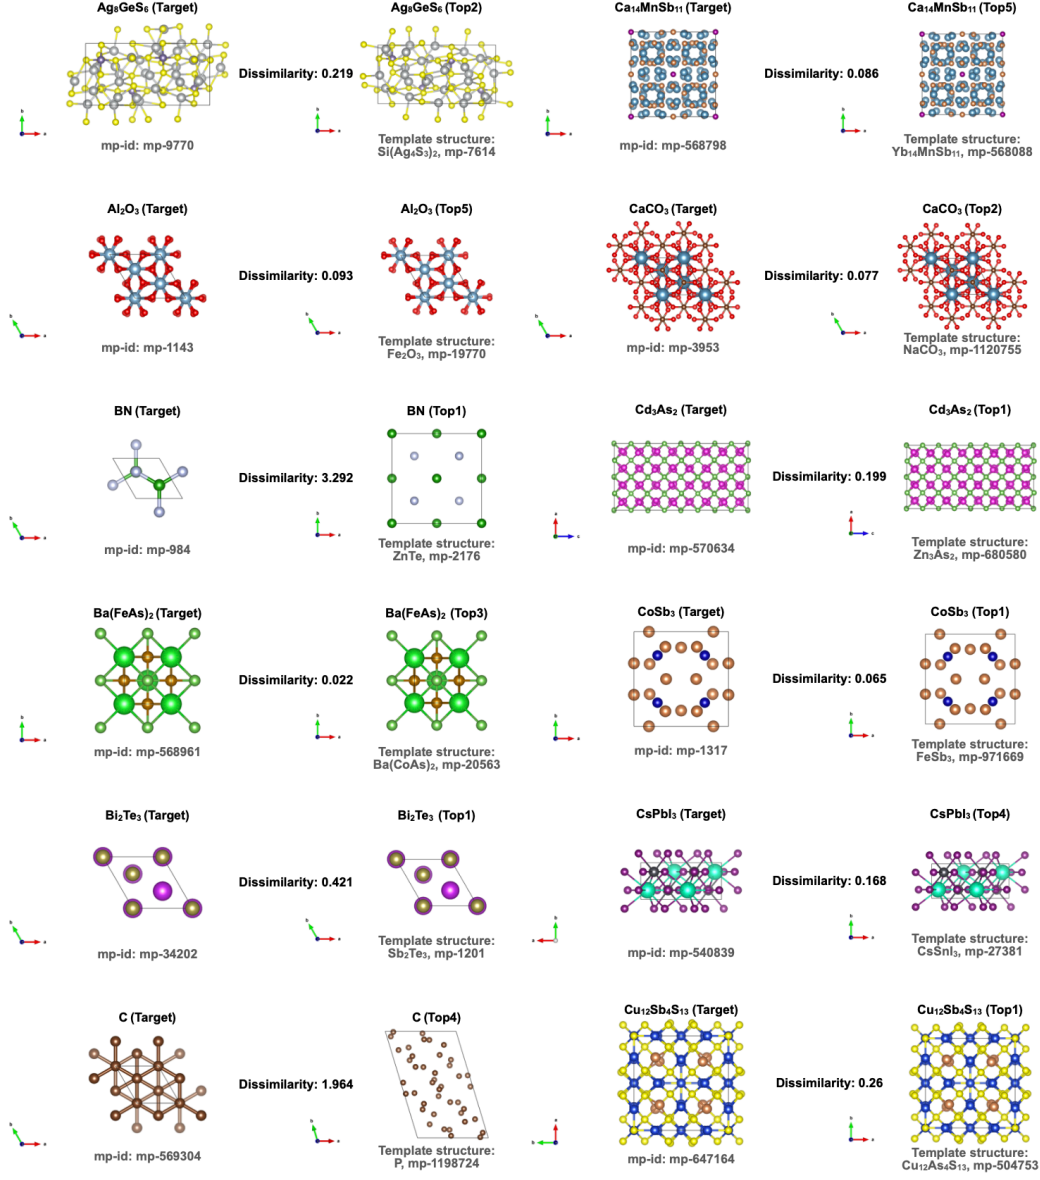 Ag₈GeS₆ (Target)
Ag₈GeS₆ (Top2)
Ca₁₄MnSb₁₁ (Target)
Ca₁₄MnSb₁₁ (Top5)
Dissimilarity: 0.219
Dissimilarity: 0.086
mp-id: mp-9770
Template structure:
Si(Ag₄S₃)₂, mp-7614
mp-id: mp-568798
Template structure:
Yb₁₄MnSb₁₁, mp-568088
Al₂O₃ (Target)
Al₂O₃ (Top5)
CaCO₃ (Target)
CaCO₃ (Top2)
Dissimilarity: 0.093
Dissimilarity: 0.077
mp-id: mp-1143
Template structure:
Fe₂O₃, mp-19770
mp-id: mp-3953
Template structure:
NaCO₃, mp-1120755
BN (Target)
BN (Top1)
Cd₃As₂ (Target)
Cd₃As₂ (Top1)
Dissimilarity: 3.292
Dissimilarity: 0.199
mp-id: mp-984
Template structure:
ZnTe, mp-2176
mp-id: mp-570634
Template structure:
Zn₃As₂, mp-680580
Ba(FeAs)₂ (Target)
Ba(FeAs)₂ (Top3)
CoSb₃ (Target)
CoSb₃ (Top1)
Dissimilarity: 0.022
Dissimilarity: 0.065
mp-id: mp-568961
Template structure:
Ba(CoAs)₂, mp-20563
mp-id: mp-1317
Template structure:
FeSb₃, mp-971669
Bi₂Te₃ (Target)
Bi₂Te₃ (Top1)
CsPbI₃ (Target)
CsPbI₃ (Top4)
Dissimilarity: 0.421
Dissimilarity: 0.168
mp-id: mp-34202
Template structure:
Sb₂Te₃, mp-1201
mp-id: mp-540839
Template structure:
CsSnI₃, mp-27381
C (Target)
C (Top4)
Cu₁₂Sb₄S₁₃ (Target)
Cu₁₂Sb₄S₁₃ (Top1)
Dissimilarity: 1.964
Dissimilarity: 0.26
mp-id: mp-569304
Template structure:
P, mp-1198724
mp-id: mp-647164
Template structure:
Cu₁₂As₄S₁₃, mp-504753